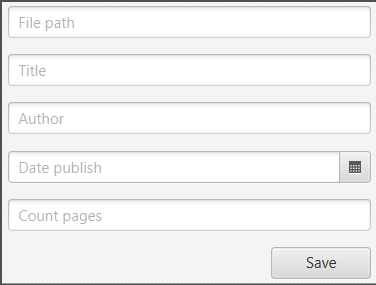 File path
Title
Author
Date publish
Count pages
Save